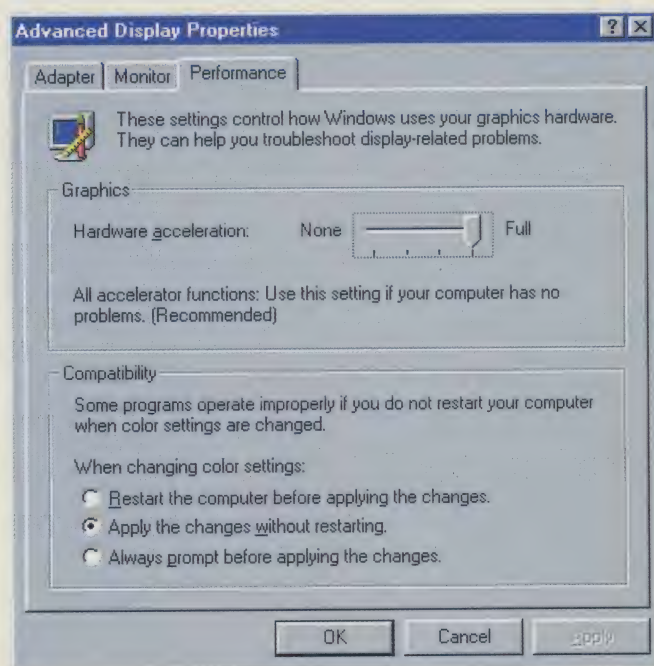 Advanced Display Properties
Adapter Monitor Performance
These settings control how Windows uses your graphics hardware.
They can help you troubleshoot display-related problems.
Graphics
Hardware acceleration: None Full
All accelerator functions: Use this setting if your computer has no
problems. (Recommended)
Compatibility
Some programs operate improperly if you do not restart your computer
when color settings are changed.
When changing color settings:
Restart the computer before applying the changes.
Apply the changes without restarting.
Always prompt before applying the changes.
OK Cancel Apply